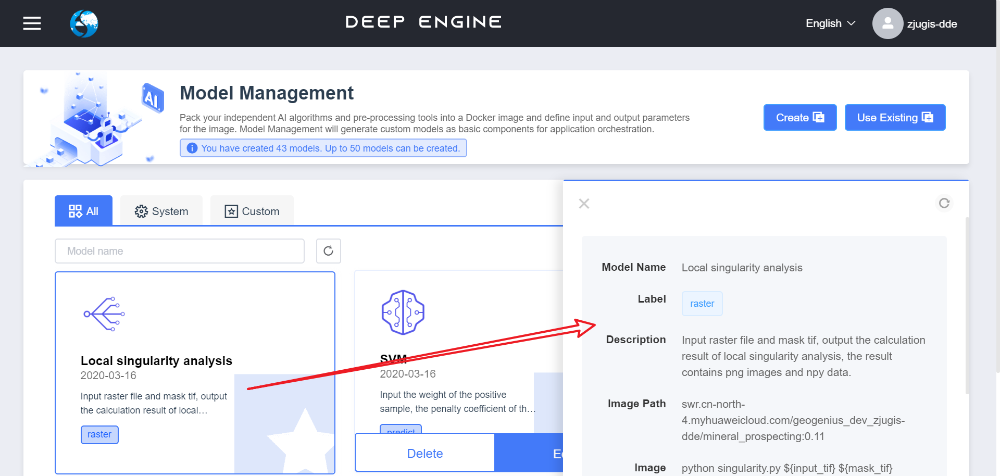 DEEP ENGINE
English
zjugis-dde
AI
Model Management
Pack your independent AI algorithms and pre-processing tools into a Docker image and define input and output parameters
for the image. Model Management will generate custom models as basic components for application orchestration.
You have created 43 models. Up to 50 models can be created.
Create
Use Existing
All
System
Custom
Model name
Local singularity analysis
2020-03-16
Input raster file and mask tif, output
the calculation result of local…
raster
SVM
2020-03-16
Input the weight of the positive
sample, the penalty coefficient of th…
predict
Delete
Model Name
Local singularity analysis
Label
raster
Description
Input raster file and mask tif, output the calculation
result of local singularity analysis, the result
contains png images and npy data.
Image Path
swr.cn-north-
4.myhuaweicloud.com/geogenius_dev_zjugis-
dde/mineral_prospecting:0.11
Image
python singularity.py ${input_tif} ${mask_tif}